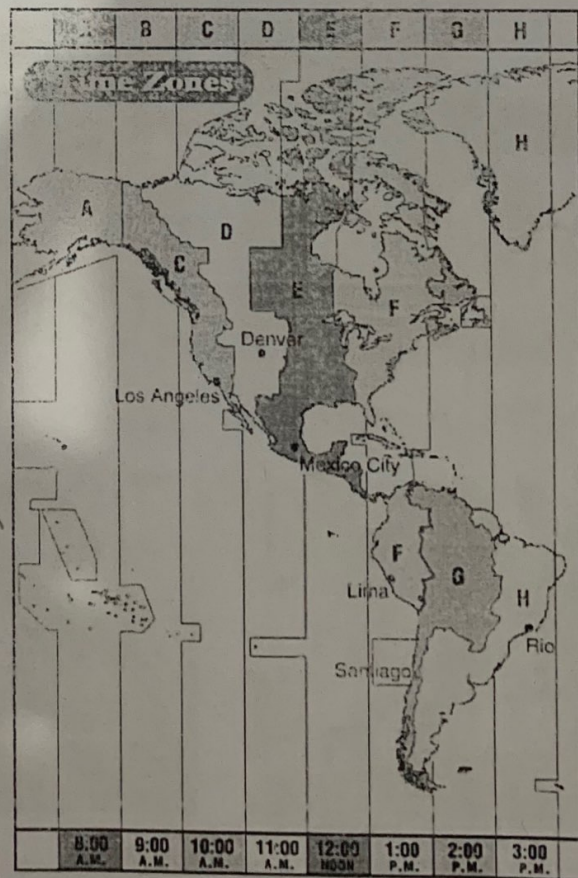 A B C D E F G H
Time Zones
H
A
D
C
E
F
Denver
Los Angeles
Mexico City
F
G
Lima
H
Rio
Santiago
8:00 A.M. 9:00 A.M. 10:00 A.M. 11:00 A.M. 12:00 NOON 1:00 P.M. 2:00 P.M. 3:00 P.M.